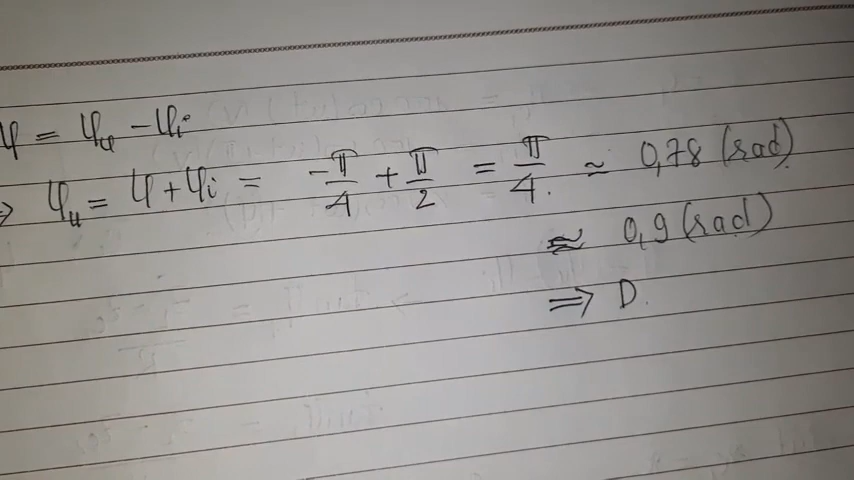 φ = φu - φi
⇒ φu = φ + φi = -π/4 + π/2 = π/4. ≈ 0,78 (rad)
≈ 0,9 (rad)
⇒ D.